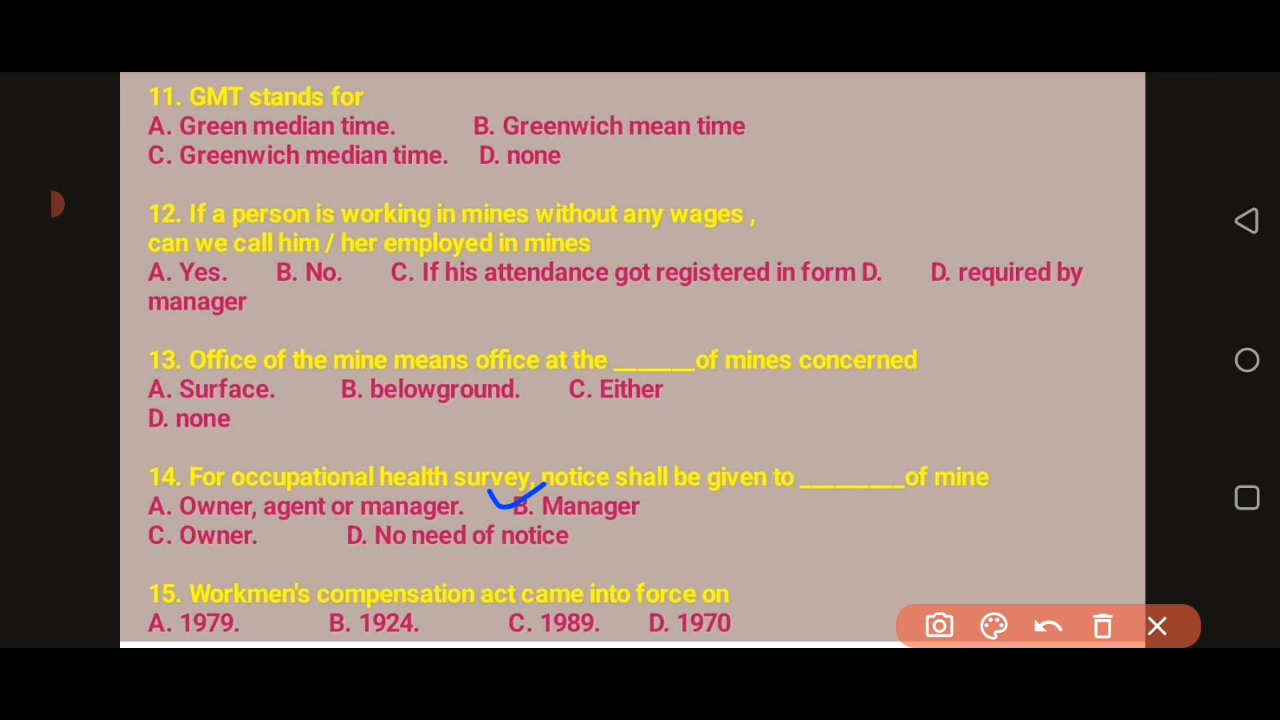 11. GMT stands for
A. Green median time. B. Greenwich mean time
C. Greenwich median time. D. none
12. If a person is working in mines without any wages ,
can we call him / her employed in mines
A. Yes. B. No. C. If his attendance got registered in form D. D. required by
manager
13. Office of the mine means office at the _______of mines concerned
A. Surface. B. belowground. C. Either
D. none
14. For occupational health survey, notice shall be given to _________of mine
A. Owner, agent or manager. B. Manager
C. Owner. D. No need of notice
15. Workmen's compensation act came into force on
A. 1979. B. 1924. C. 1989. D. 1970